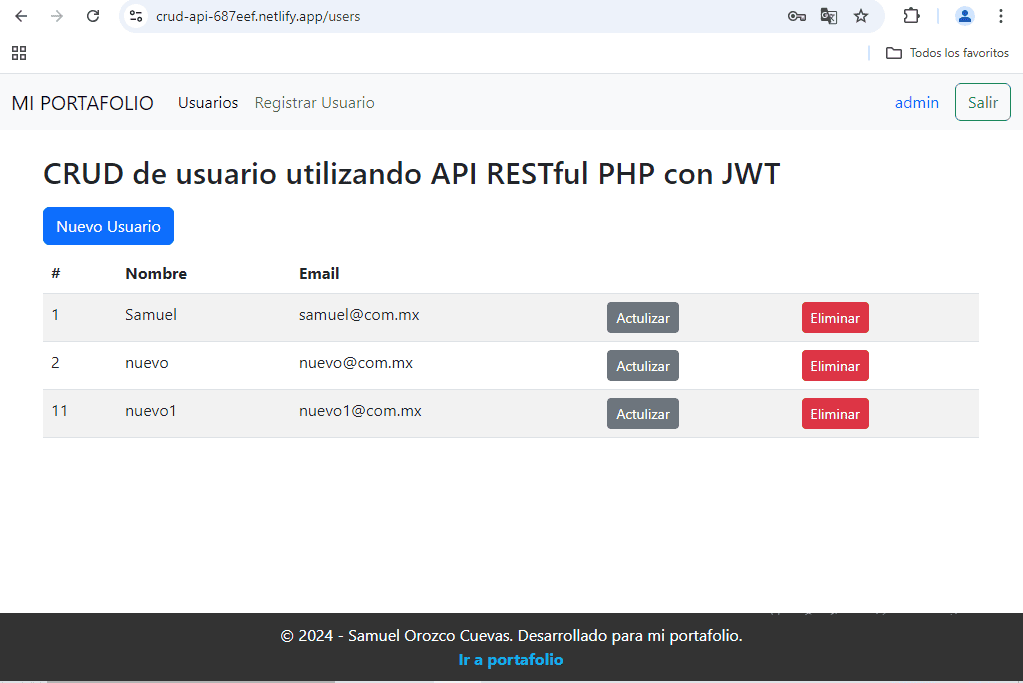 crud-api-687eef.netlify.app/users
Todos los favoritos
MI PORTAFOLIO Usuarios Registrar Usuario admin Salir
CRUD de usuario utilizando API RESTful PHP con JWT
Nuevo Usuario
# Nombre Email
1 Samuel samuel@com.mx Actulizar Eliminar
2 nuevo nuevo@com.mx Actulizar Eliminar
11 nuevo1 nuevo1@com.mx Actulizar Eliminar
© 2024 - Samuel Orozco Cuevas. Desarrollado para mi portafolio.
Ir a portafolio